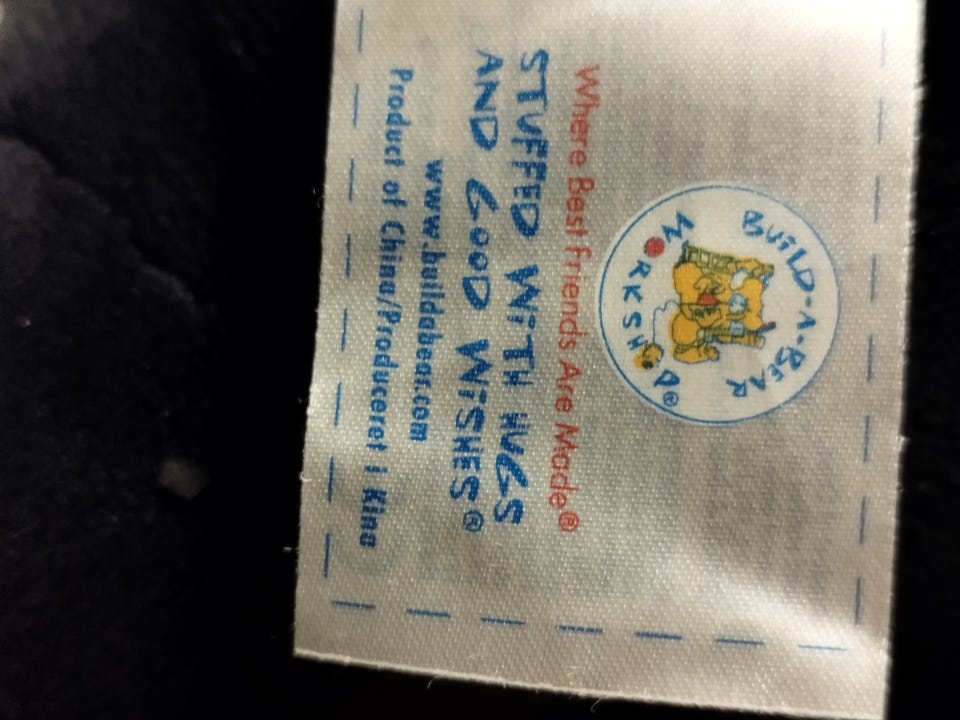 BUILD-A-BEAR
WORKSHOP®
Where Best Friends Are Made®
STUFFED WITH HUGS
AND GOOD WISHES®
www.buildabear.com
Product of China/Produceret i Kina